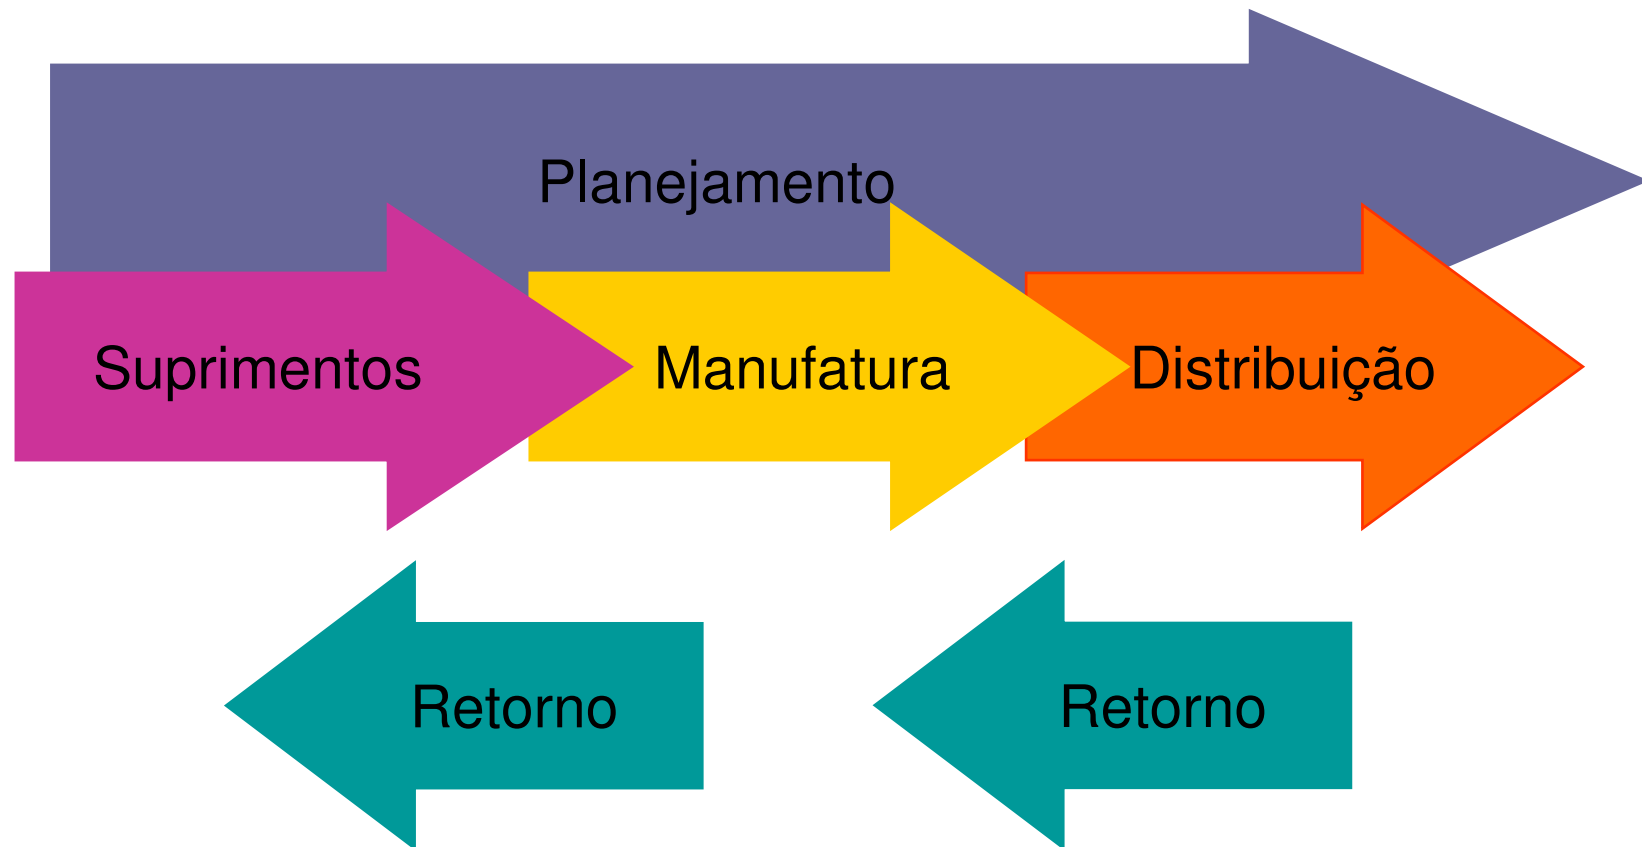 Planejamento
Suprimentos
Manufatura
Distribuição
Retorno
Retorno